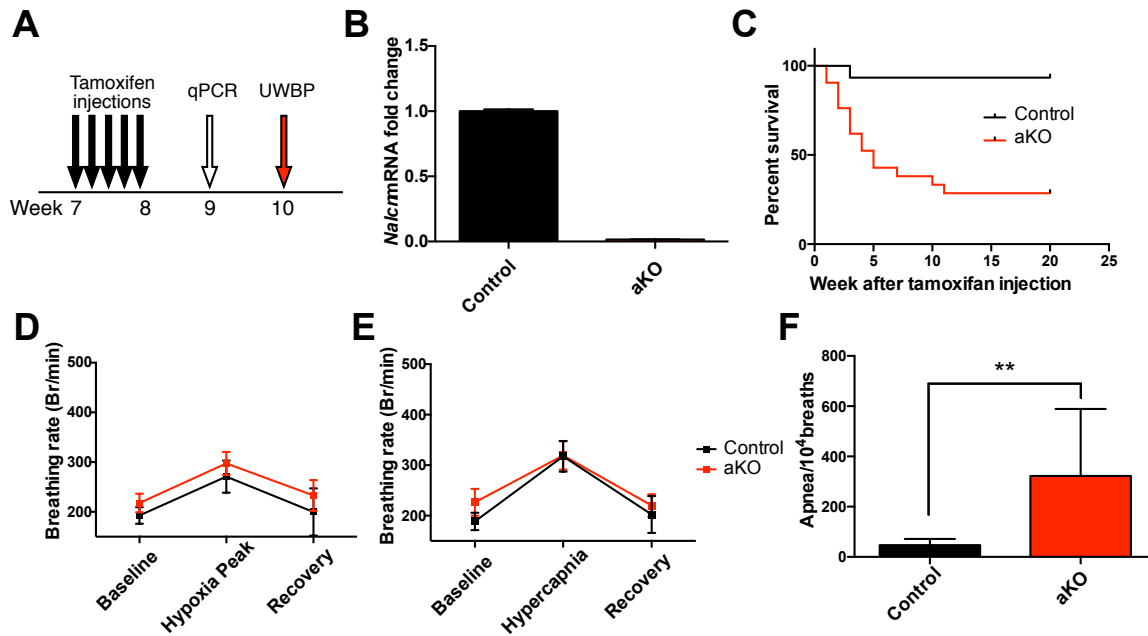 A
Tamoxifen
injections
qPCR
UWBP
Week 7
8
9
10
B
NalcnmRNA fold change
1.5
1.0
0.5
0.0
Control
aKO
C
Percent survival
100
50
0
0
5
10
15
20
25
Control
aKO
Week after tamoxifan injection
D
Breathing rate (Br/min)
500
400
300
200
Baseline
Hypoxia Peak
Recovery
E
Breathing rate (Br/min)
500
400
300
200
Baseline
Hypercapnia
Recovery
Control
aKO
F
Apnea/10⁴breaths
800
600
400
200
0
**
Control
aKO